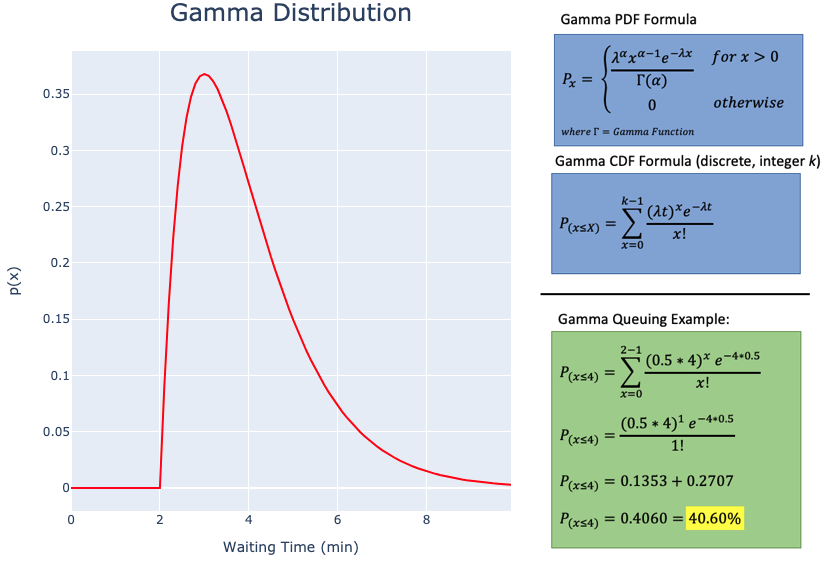 Gamma Distribution
p(x)
0.35
0.3
0.25
0.2
0.15
0.1
0.05
0
0 2 4 6 8
Waiting Time (min)
Gamma PDF Formula
Pₓ = { λ^α x^(α−1) e^(−λx) / Γ(α) for x > 0
0 otherwise
where Γ = Gamma Function
Gamma CDF Formula (discrete, integer k)
P_(x≤X) = ∑_(x=0)^(k−1) (λt)^x e^(−λt) / x!
Gamma Queuing Example:
P_(x≤4) = ∑_(x=0)^(2−1) (0.5 ∗ 4)^x e^(−4∗0.5) / x!
P_(x≤4) = (0.5 ∗ 4)^1 e^(−4∗0.5) / 1!
P_(x≤4) = 0.1353 + 0.2707
P_(x≤4) = 0.4060 = 40.60%